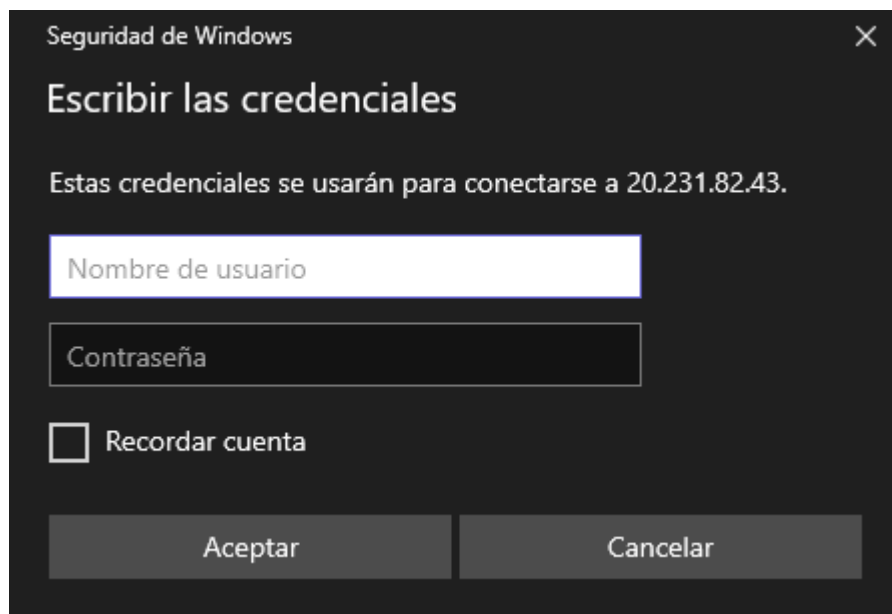 Seguridad de Windows
Escribir las credenciales
Estas credenciales se usarán para conectarse a 20.231.82.43.
Nombre de usuario
Contraseña
Recordar cuenta
Aceptar
Cancelar